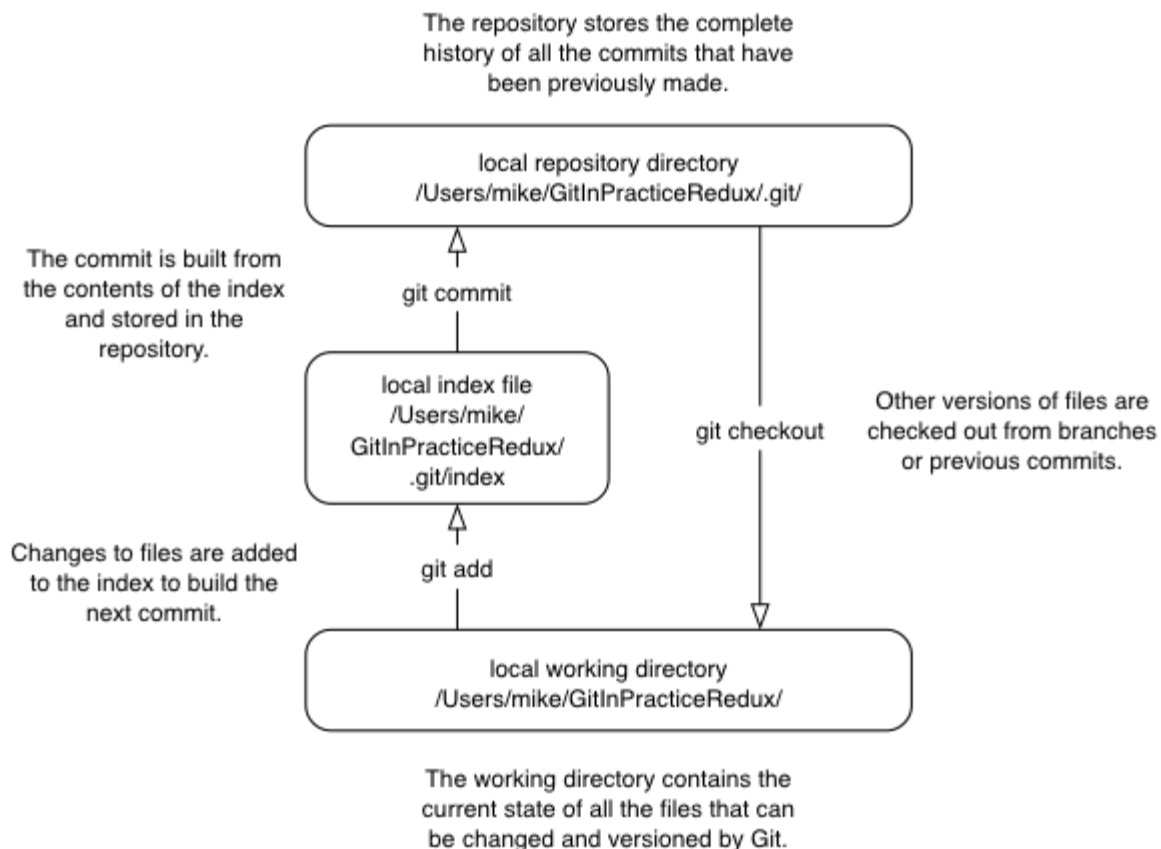 The repository stores the complete
history of all the commits that have
been previously made.
local repository directory
/Users/mike/GitInPracticeRedux/.git/
The commit is built from
the contents of the index
and stored in the
repository.
git commit
local index file
/Users/mike/
GitInPracticeRedux/
.git/index
git checkout
Other versions of files are
checked out from branches
or previous commits.
Changes to files are added
to the index to build the
next commit.
git add
local working directory
/Users/mike/GitInPracticeRedux/
The working directory contains the
current state of all the files that can
be changed and versioned by Git.